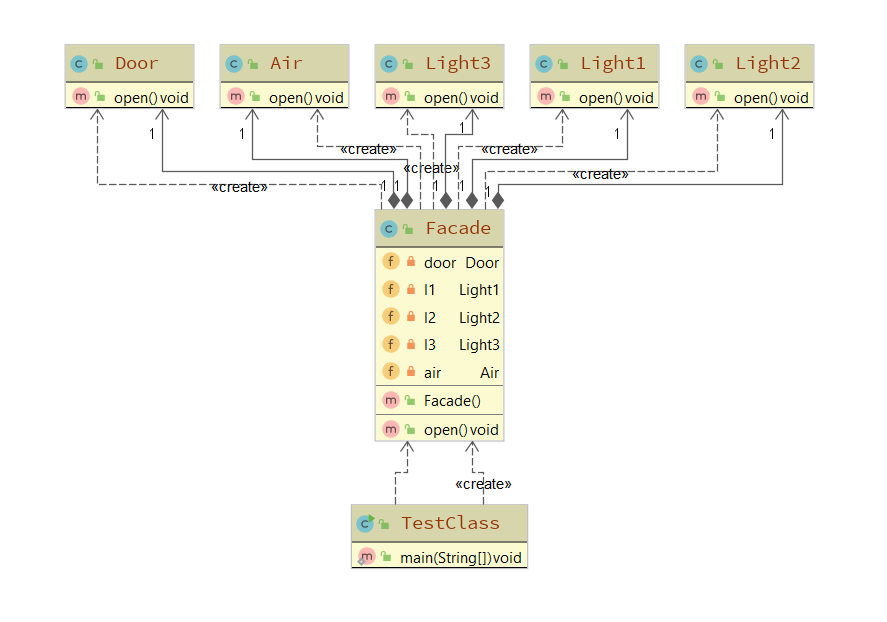 Door Air Light3 Light1 Light2
open() void open() void open() void open() void open() void
1 1 1 1 1
«create» «create»
«create»
«create»
«create»
1 1 1 1 1
Facade
door Door
l1 Light1
l2 Light2
l3 Light3
air Air
Facade()
open() void
«create»
TestClass
main(String[]) void